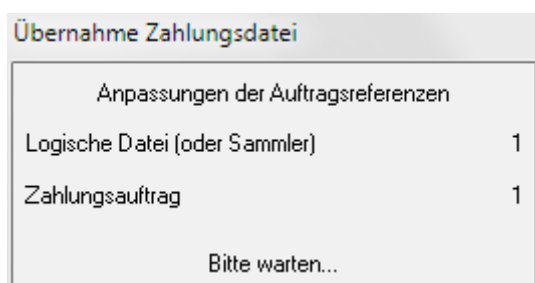 Übernahme Zahlungsdatei
Anpassungen der Auftragsreferenzen
Logische Datei (oder Sammler) 1
Zahlungsauftrag 1
Bitte warten...